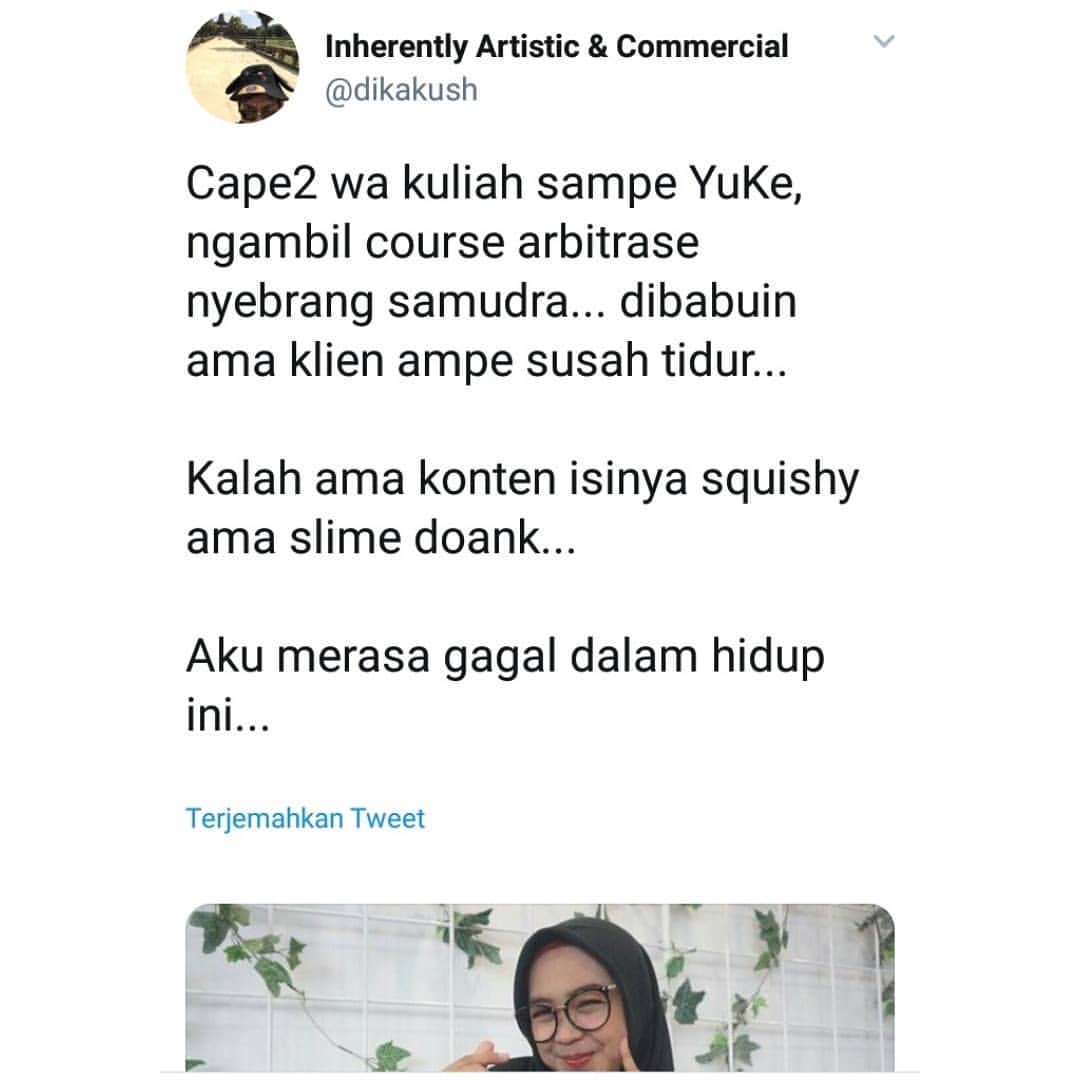 Inherently Artistic & Commercial
@dikakush
Cape2 wa kuliah sampe YuKe,
ngambil course arbitrase
nyebrang samudra... dibabuin
ama klien ampe susah tidur...
Kalah ama konten isinya squishy
ama slime doank...
Aku merasa gagal dalam hidup
ini...
Terjemahkan Tweet